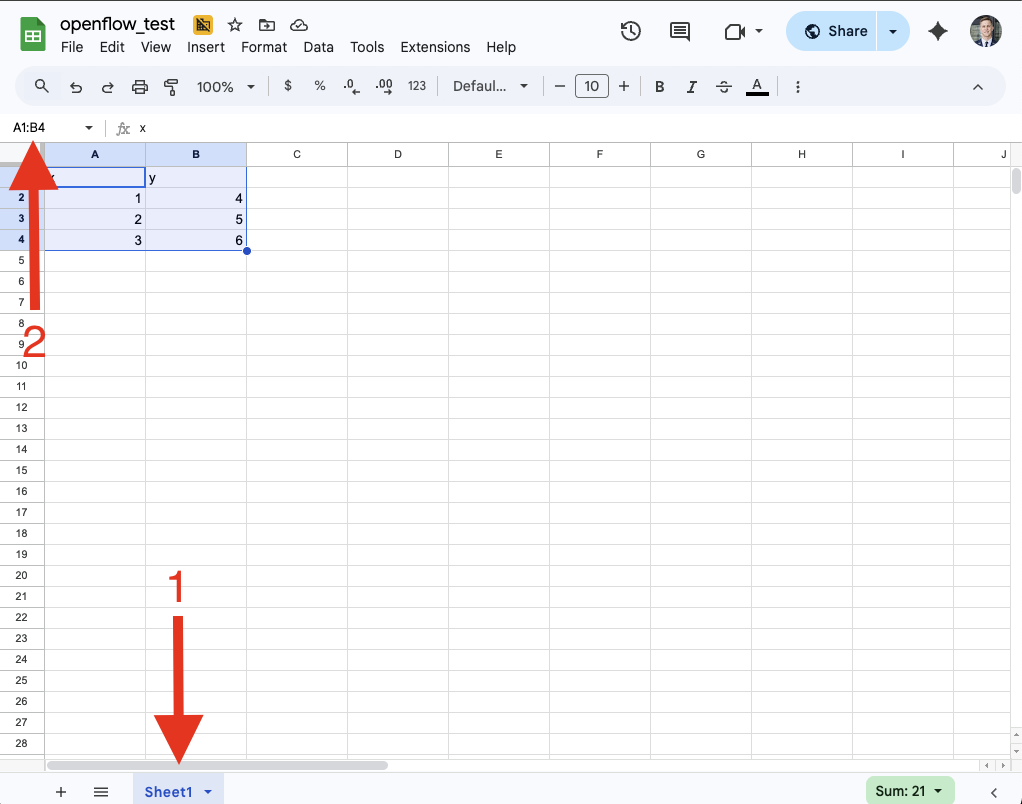 openflow_test
File Edit View Insert Format Data Tools Extensions Help
Share
100% $ % .0 .00 123 Defaul... − 10 + B I S A
A1:B4 fx x
A B C D E F G H I J
y
2 1 4
3 2 5
4 3 6
5
6
7
8
9
2
10
11
12
13
14
15
16
17
18
19
20
1
21
22
23
24
25
26
27
28
+ Sheet1 Sum: 21